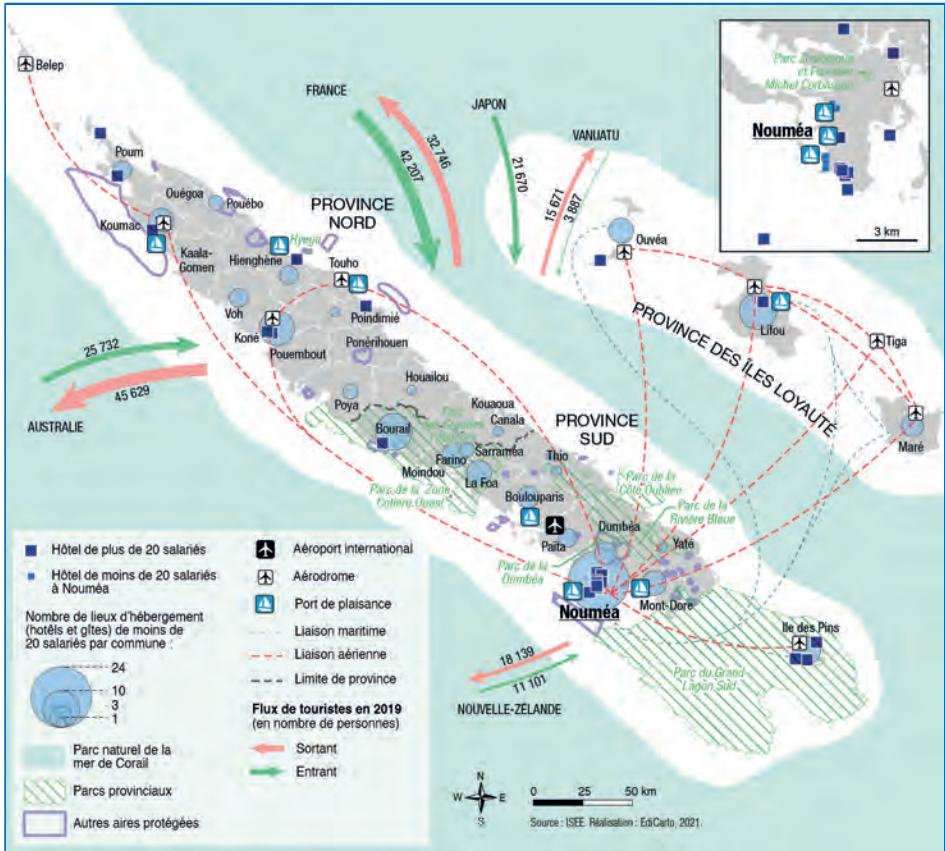 Belep
FRANCE
JAPON
VANUATU
42 207
32 746
21 670
15 671
3 887
Parc Zoologique
et Forestier
Michel Corbasson
Nouméa
3 km
Poum
Ouégoa
Pouébo
PROVINCE
NORD
Koumac
Kaala-
Gomen
Hienghène
Hyeya
Touho
Voh
Koné
Pouembout
Poindimié
Ponérihouen
Ouvéa
Lifou
Tiga
Maré
PROVINCE DES ÎLES LOYAUTÉ
25 732
45 629
AUSTRALIE
Poya
Houailou
Kouaoua
Canala
PROVINCE
SUD
Bourail
Moindou
Farino
Sarraméa
La Foa
Thio
Parc de la Zone
Côtière Ouest
Parc de la
Côte Oubliée
Boulouparis
Parc de la
Rivière Bleue
Païta
Dumbéa
Yaté
Parc de la
Dumbéa
Nouméa
Mont-Dore
Ile des Pins
Parc du Grand
Lagon Sud
18 139
11 101
NOUVELLE-ZÉLANDE
Hôtel de plus de 20 salariés
Hôtel de moins de 20 salariés
à Nouméa
Nombre de lieux d'hébergement
(hotêls et gîtes) de moins de
20 salariés par commune :
24
10
3
1
Parc naturel de la
mer de Corail
Parcs provinciaux
Autres aires protégées
Aéroport international
Aérodrome
Port de plaisance
Liaison maritime
Liaison aérienne
Limite de province
Flux de touristes en 2019
(en nombre de personnes)
Sortant
Entrant
N
W
E
S
0 25 50 km
Source : ISEE. Réalisation : EdiCarto, 2021.